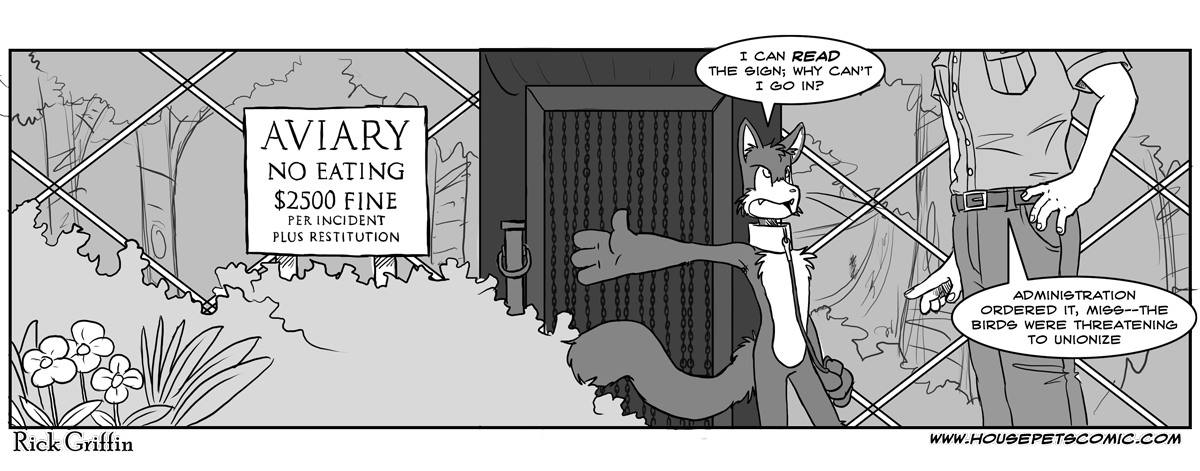 AVIARY
NO EATING
$2500 FINE
PER INCIDENT
PLUS RESTITUTION
I CAN READ
THE SIGN; WHY CAN'T
I GO IN?
ADMINISTRATION
ORDERED IT, MISS--THE
BIRDS WERE THREATENING
TO UNIONIZE
Rick Griffin
WWW.HOUSEPETSCOMIC.COM